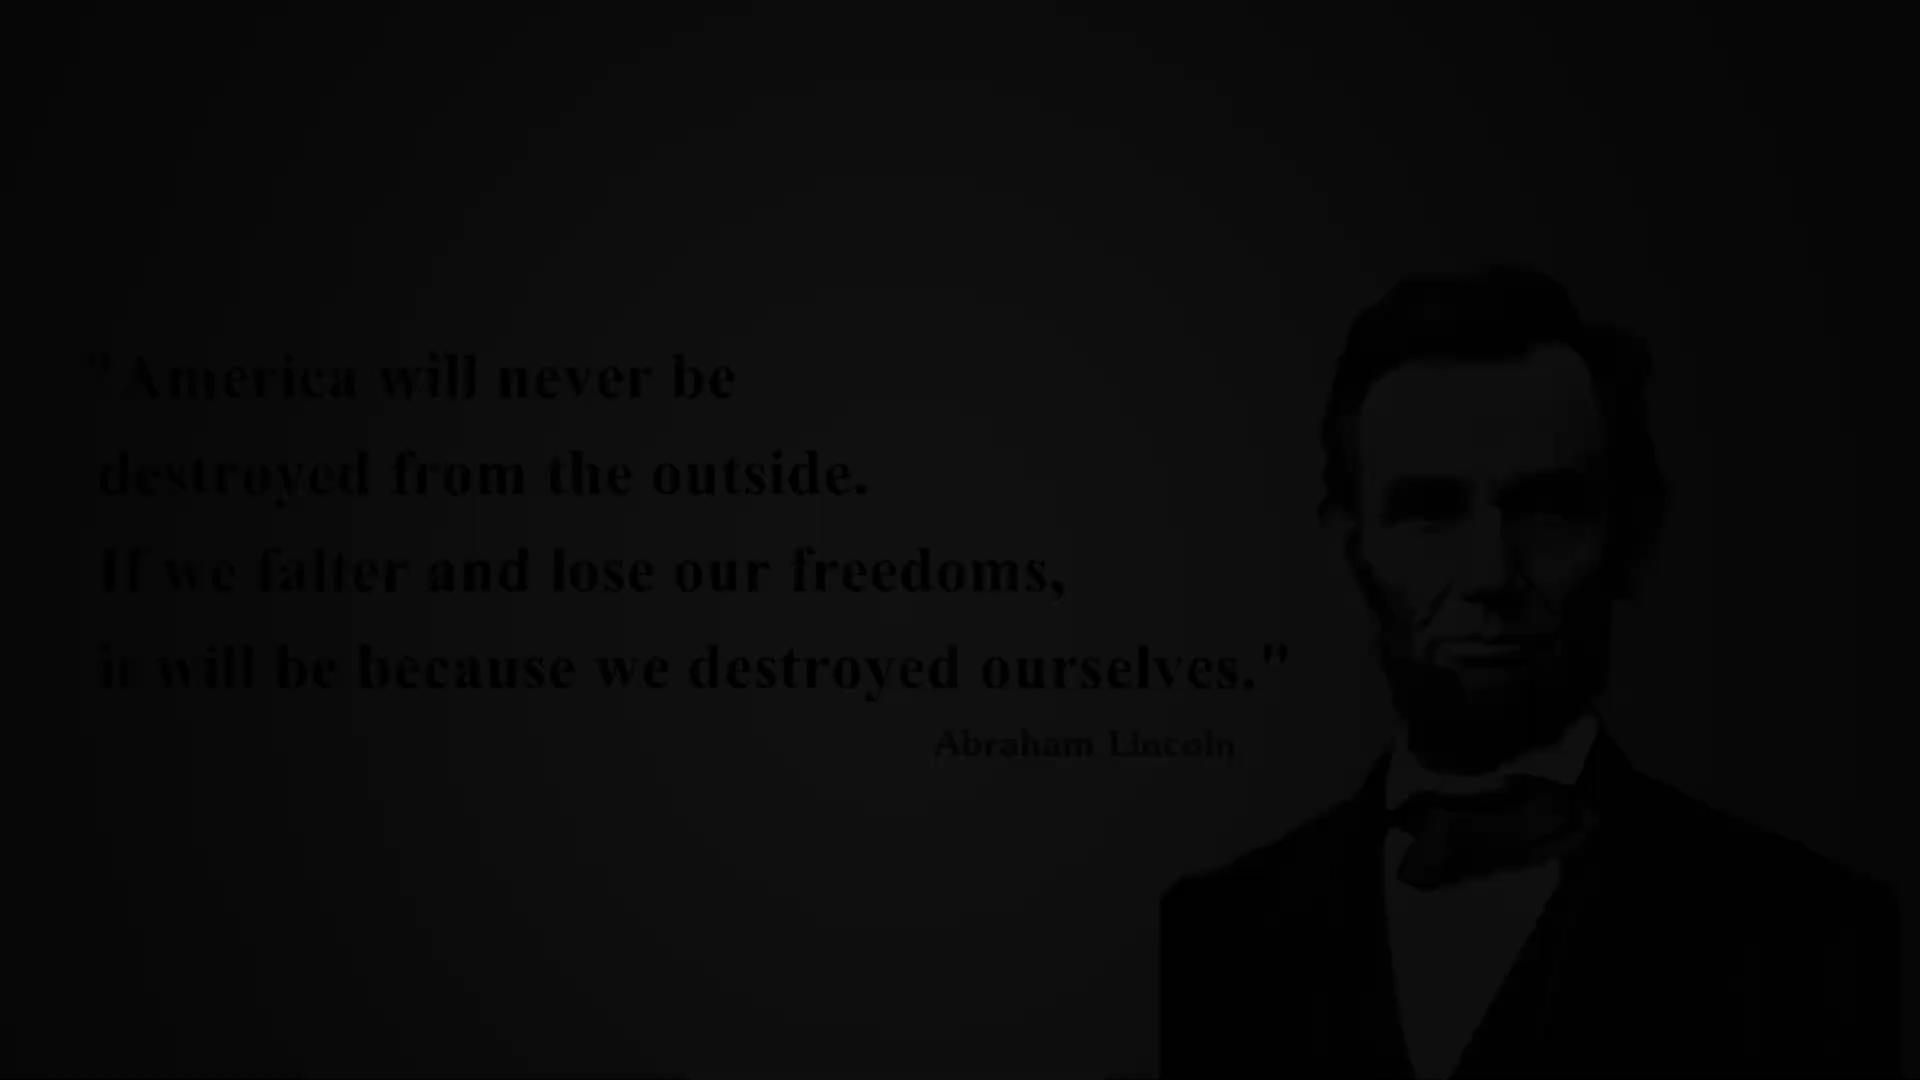 "America will never be
destroyed from the outside.
If we falter and lose our freedoms,
it will be because we destroyed ourselves."
Abraham Lincoln